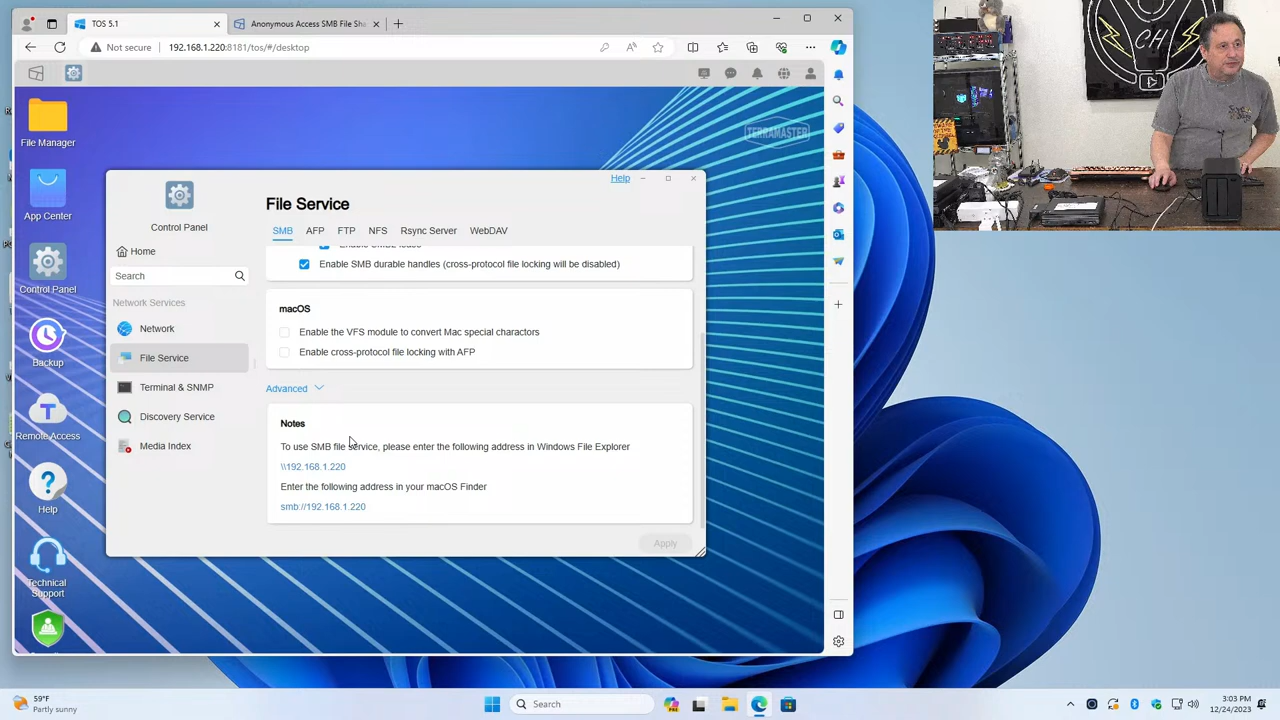 TOS 5.1
Anonymous Access SMB File Sha
Not secure
192.168.1.220:8181/tos/#/desktop
File Manager
App Center
Control Panel
Backup
Remote Access
Help
Technical
Support
TERRAMASTER
Help
Control Panel
Home
Search
Network Services
Network
File Service
Terminal & SNMP
Discovery Service
Media Index
File Service
SMB AFP FTP NFS Rsync Server WebDAV
Enable SMB durable handles (cross-protocol file locking will be disabled)
macOS
Enable the VFS module to convert Mac special charactors
Enable cross-protocol file locking with AFP
Advanced
Notes
To use SMB file service, please enter the following address in Windows File Explorer
\\192.168.1.220
Enter the following address in your macOS Finder
smb://192.168.1.220
Apply
CHI
59°F
Partly sunny
Search
3:03 PM
12/24/2023